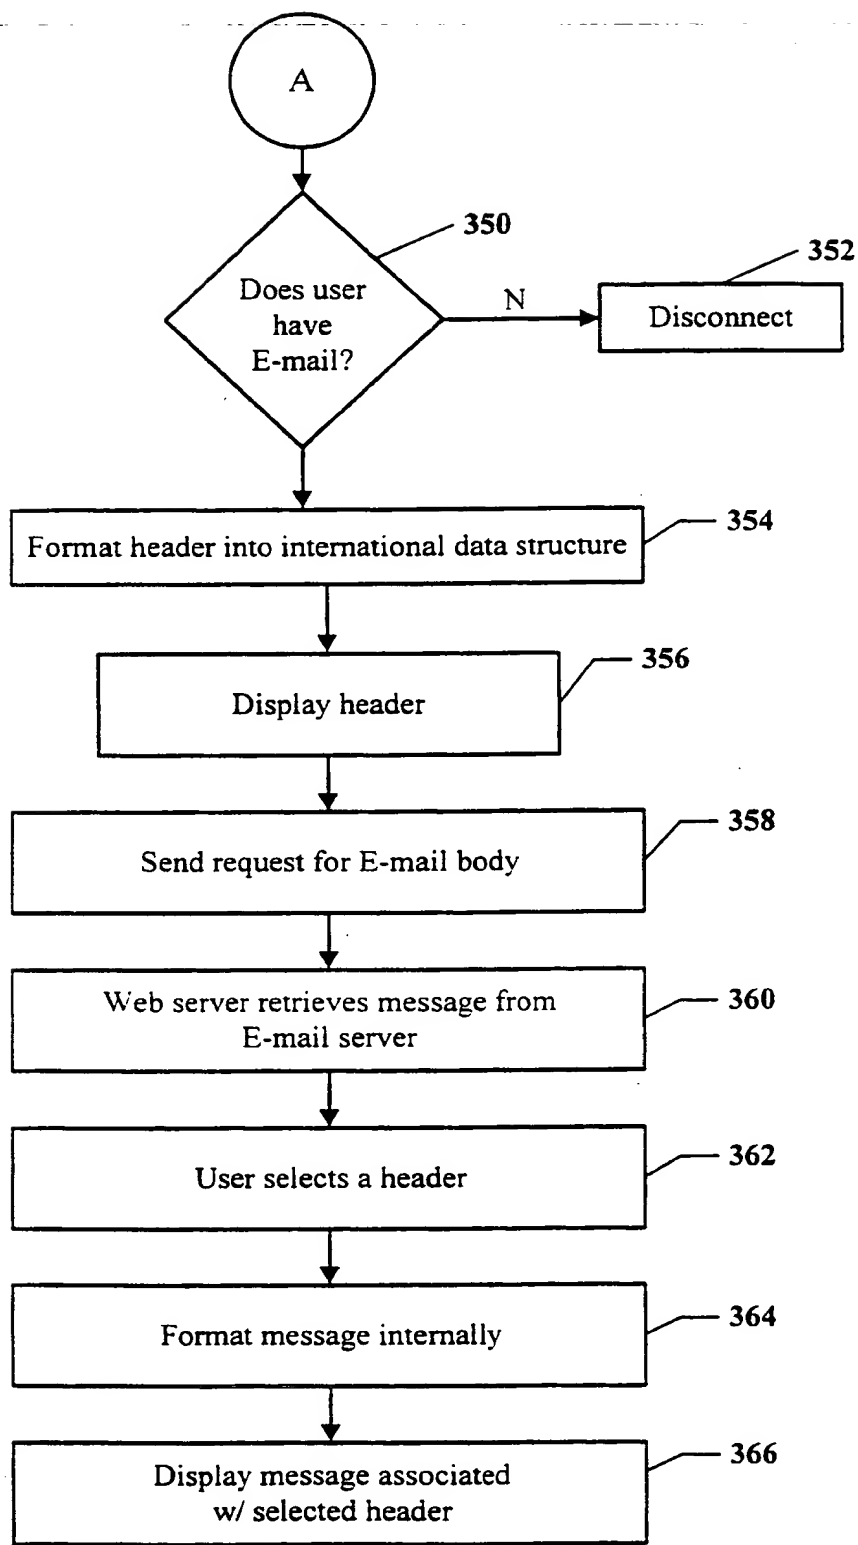 A
350
352
Does user
have
E-mail?
N
Disconnect
354
Format header into international data structure
356
Display header
358
Send request for E-mail body
360
Web server retrieves message from
E-mail server
362
User selects a header
364
Format message internally
366
Display message associated
w/ selected header